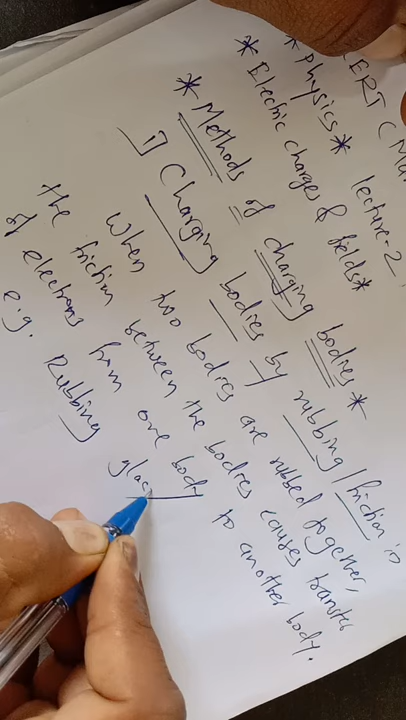 NCERT
* Physics * lecture-2
* Electric charges & fields *
* Methods of charging bodies *
1] Charging bodies by rubbing / friction :-
When two bodies are rubbed together,
the friction between the bodies causes transfer
of electrons from one body to another body.
e.g. Rubbing